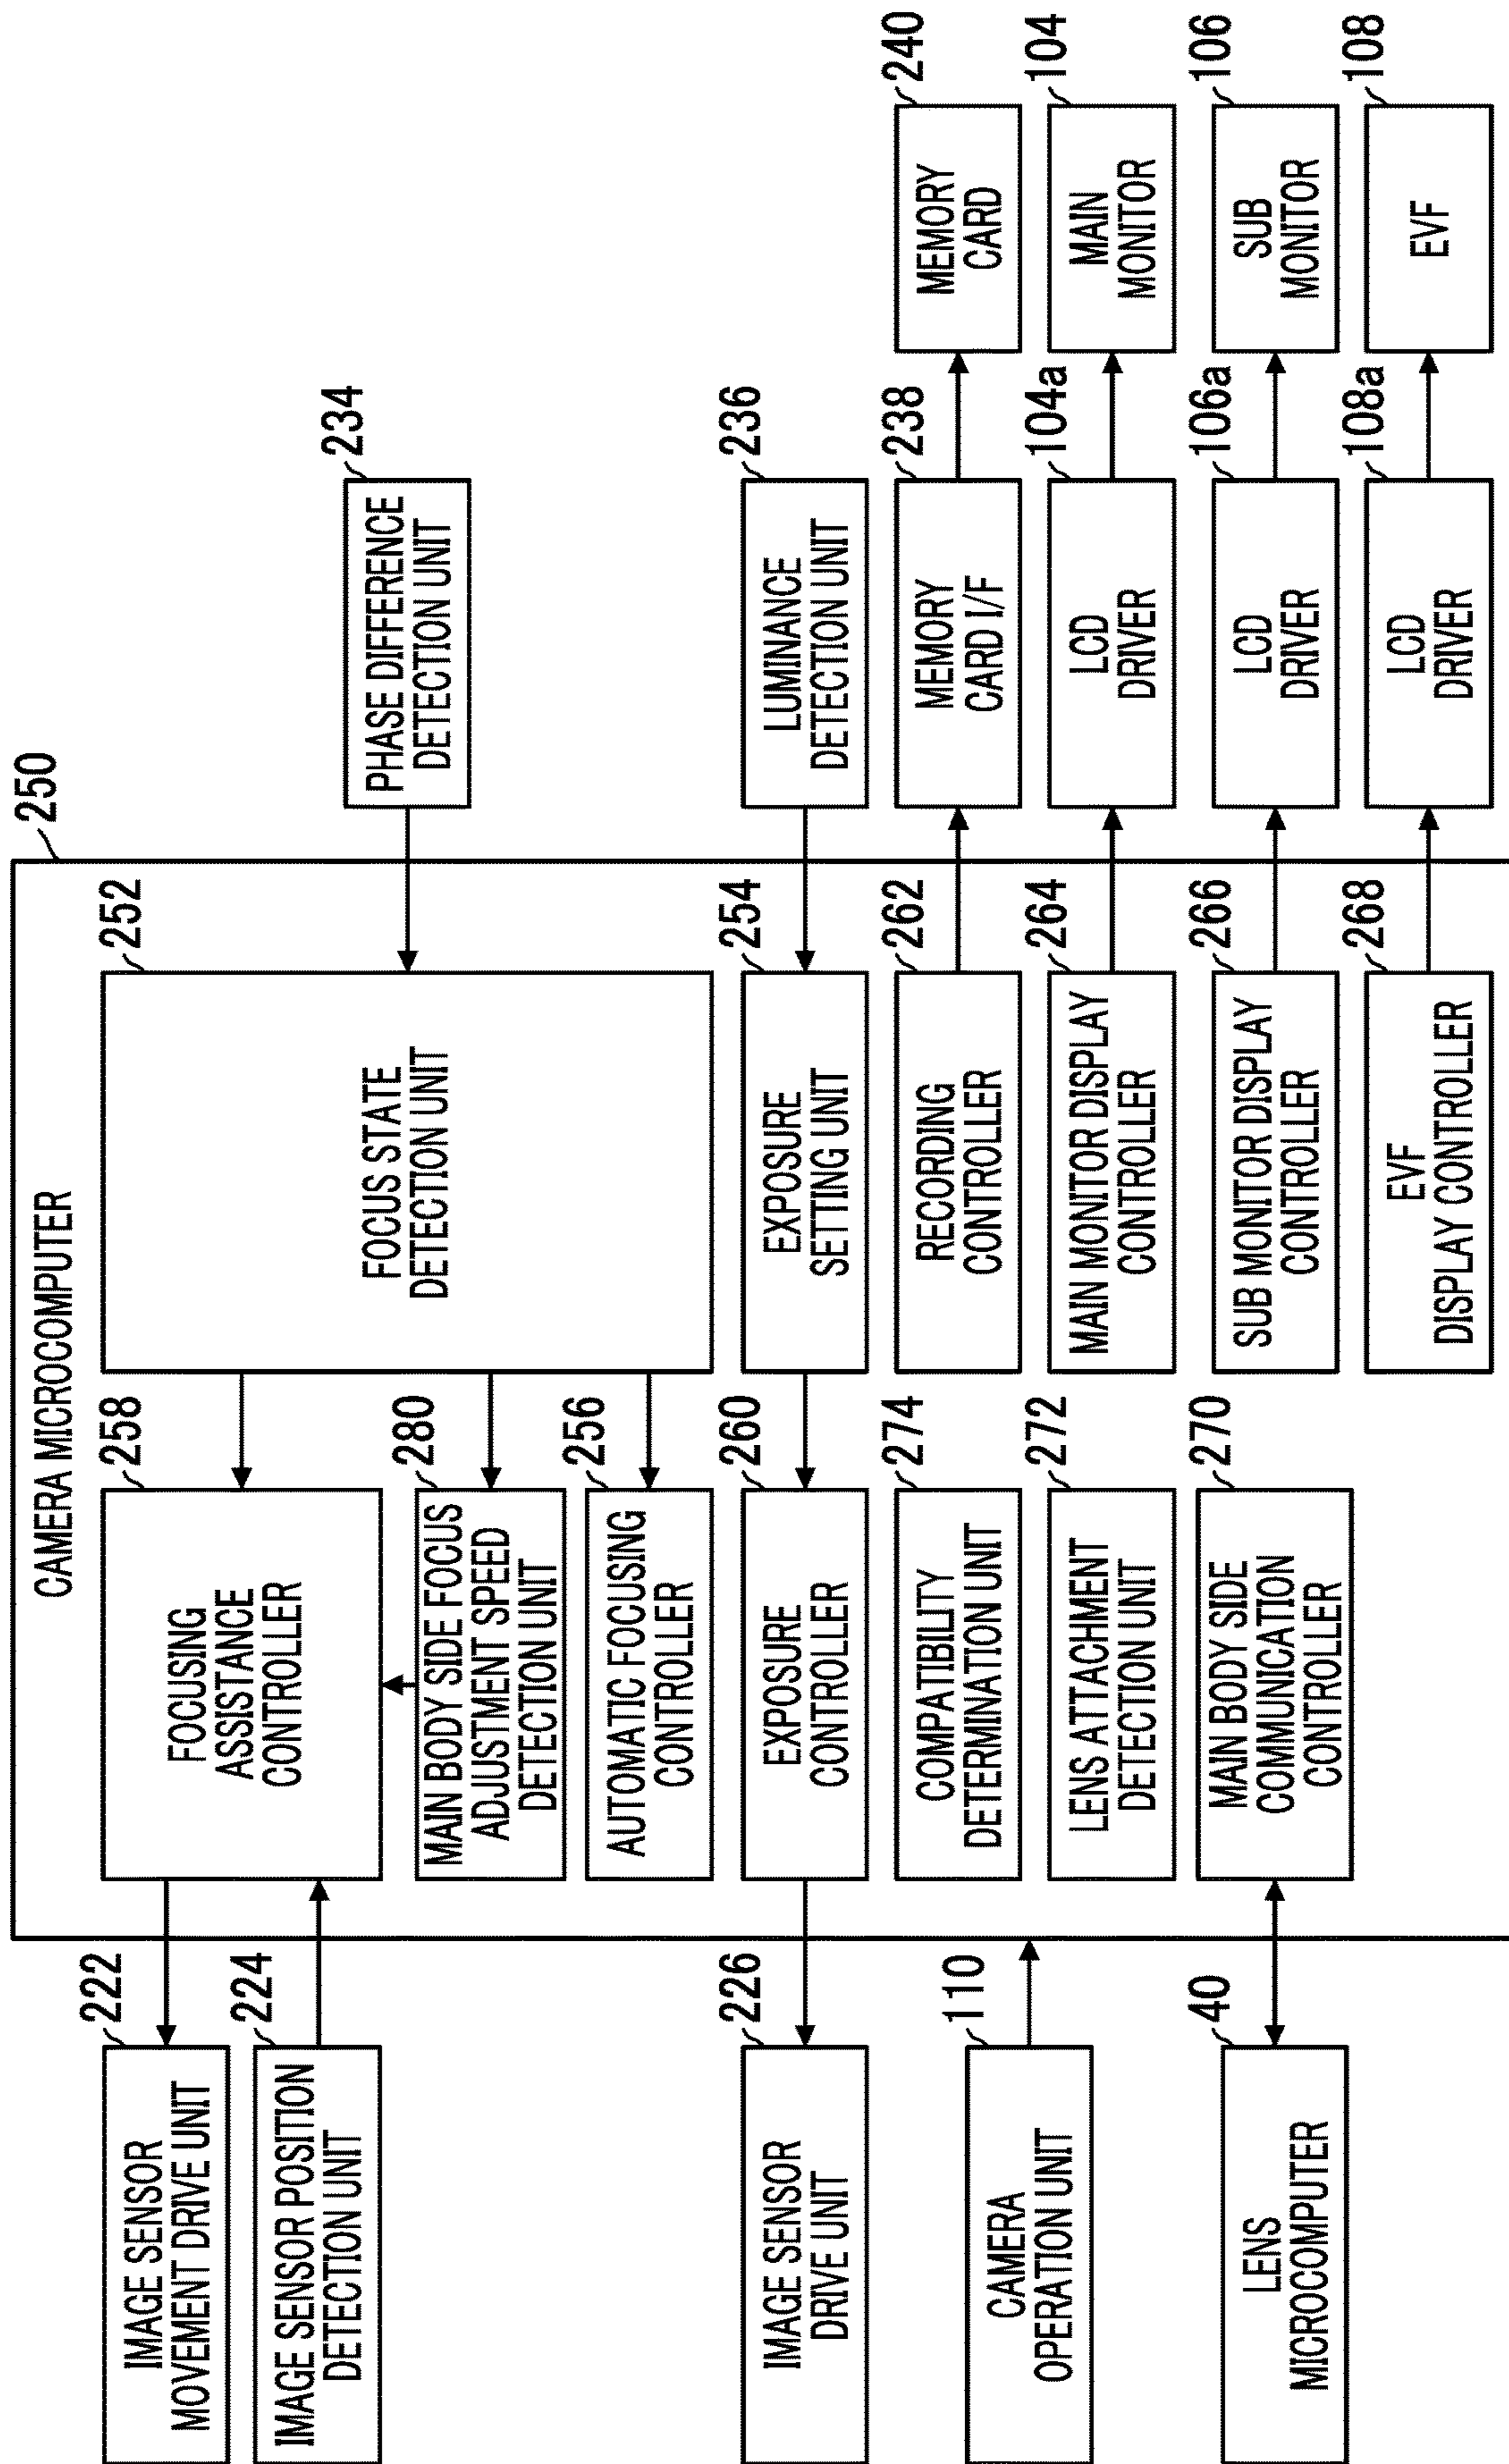 250
CAMERA MICROCOMPUTER
222
IMAGE SENSOR
MOVEMENT DRIVE UNIT
224
IMAGE SENSOR POSITION
DETECTION UNIT
258
FOCUSING
ASSISTANCE
CONTROLLER
252
FOCUS STATE
DETECTION UNIT
234
PHASE DIFFERENCE
DETECTION UNIT
280
MAIN BODY SIDE FOCUS
ADJUSTMENT SPEED
DETECTION UNIT
256
AUTOMATIC FOCUSING
CONTROLLER
226
IMAGE SENSOR
DRIVE UNIT
260
EXPOSURE
CONTROLLER
254
EXPOSURE
SETTING UNIT
236
LUMINANCE
DETECTION UNIT
110
CAMERA
OPERATION UNIT
274
COMPATIBILITY
DETERMINATION UNIT
262
RECORDING
CONTROLLER
238
MEMORY
CARD I/F
240
MEMORY
CARD
272
LENS ATTACHMENT
DETECTION UNIT
264
MAIN MONITOR DISPLAY
CONTROLLER
104a
LCD
DRIVER
104
MAIN
MONITOR
40
LENS
MICROCOMPUTER
270
MAIN BODY SIDE
COMMUNICATION
CONTROLLER
266
SUB MONITOR DISPLAY
CONTROLLER
106a
LCD
DRIVER
106
SUB
MONITOR
268
EVF
DISPLAY CONTROLLER
108a
LCD
DRIVER
108
EVF